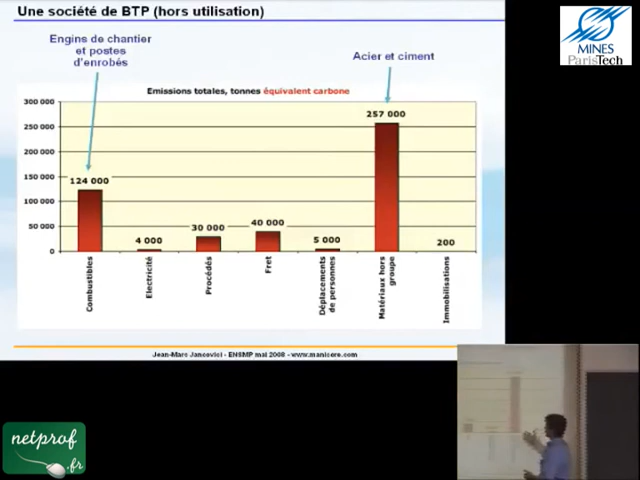 Une société de BTP (hors utilisation)
MINES
ParisTech
Engins de chantier
et postes
d'enrobés
Acier et ciment
Emissions totales, tonnes équivalent carbone
300 000
250 000
200 000
150 000
100 000
50 000
0
124 000
4 000
30 000
40 000
5 000
257 000
200
Combustibles
Electricité
Procédés
Fret
Déplacements
de personnes
Matériaux hors
groupe
Immobilisations
Jean-Marc Jancovici - ENSMP mai 2008 - www.manicore.com
netprof
.fr